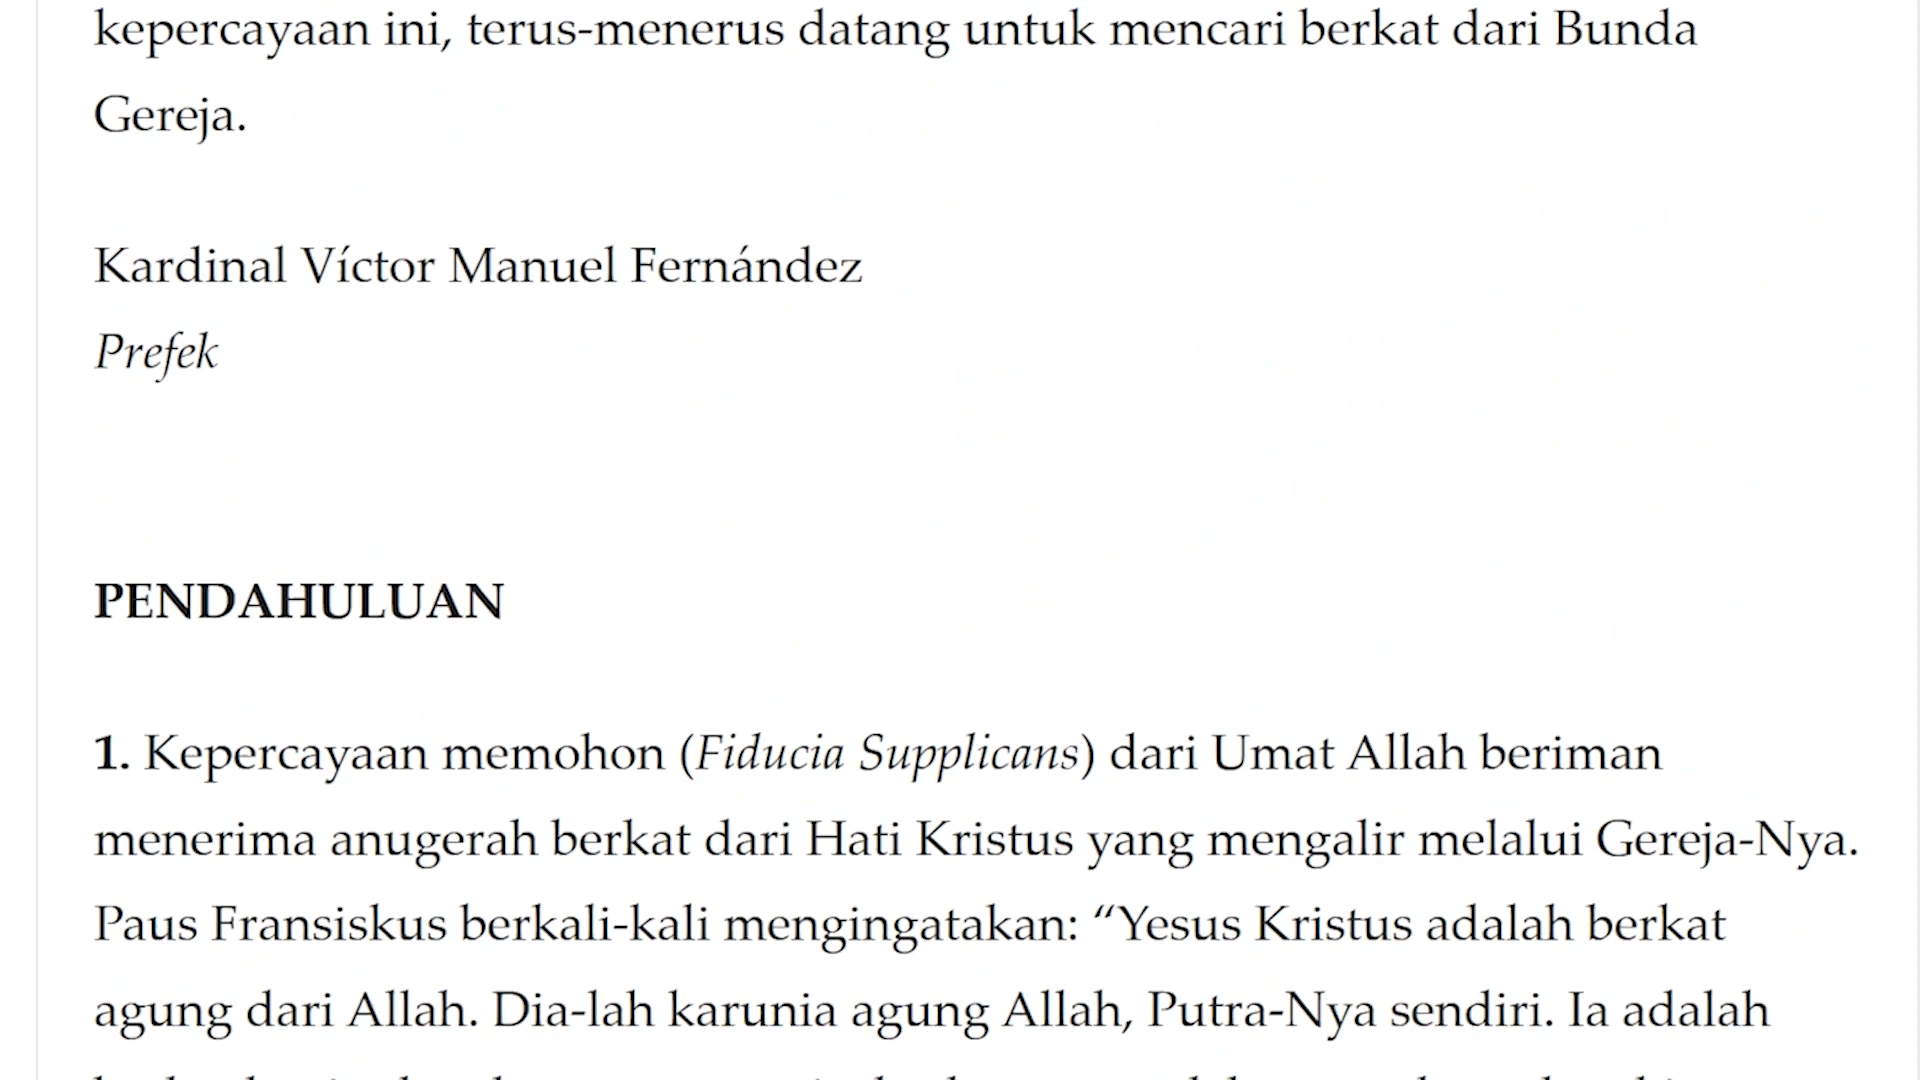 kepercayaan ini, terus-menerus datang untuk mencari berkat dari Bunda
Gereja.
Kardinal Víctor Manuel Fernández
Prefek
PENDAHULUAN
1. Kepercayaan memohon (Fiducia Supplicans) dari Umat Allah beriman
menerima anugerah berkat dari Hati Kristus yang mengalir melalui Gereja-Nya.
Paus Fransiskus berkali-kali mengingatakan: “Yesus Kristus adalah berkat
agung dari Allah. Dia-lah karunia agung Allah, Putra-Nya sendiri. Ia adalah